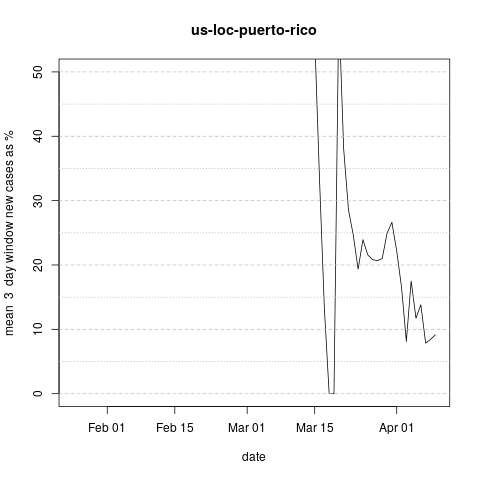 us-loc-puerto-rico
mean 3 day window new cases as %
50
40
30
20
10
0
Feb 01 Feb 15 Mar 01 Mar 15 Apr 01
date